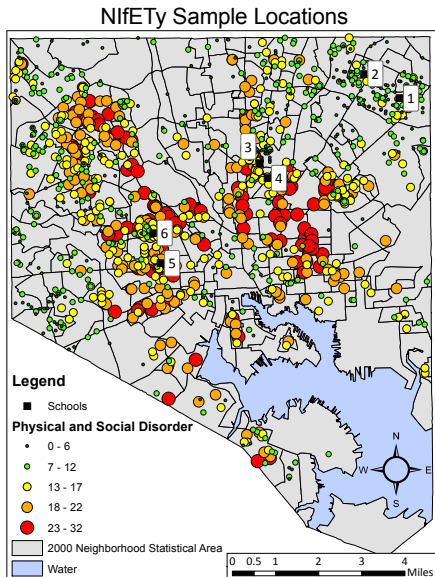 NIfETy Sample Locations
2
1
3
4
6
5
Legend
Schools
Physical and Social Disorder
0 - 6
7 - 12
13 - 17
18 - 22
23 - 32
2000 Neighborhood Statistical Area
Water
N
W E
S
0 0.5 1 2 3 4
Miles